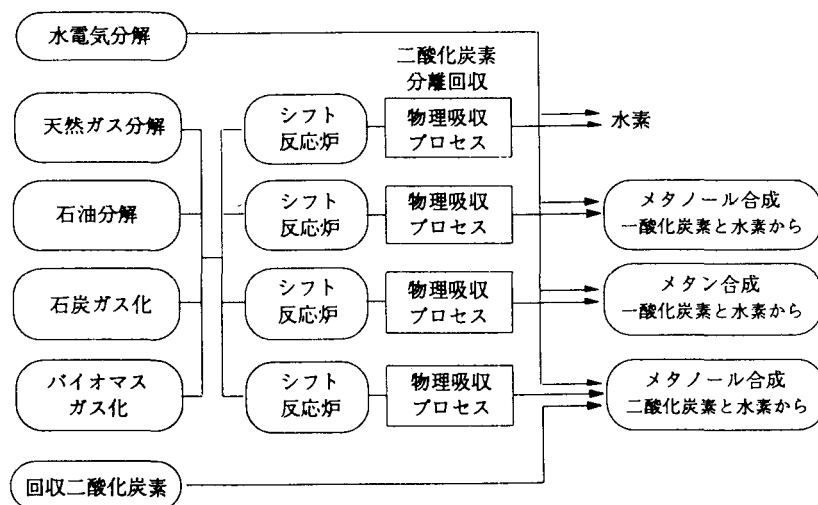 水電気分解
二酸化炭素
分離回収
天然ガス分解
シフト
反応炉
物理吸収
プロセス
水素
石油分解
シフト
反応炉
物理吸収
プロセス
メタノール合成
一酸化炭素と水素から
石炭ガス化
シフト
反応炉
物理吸収
プロセス
メタン合成
一酸化炭素と水素から
バイオマス
ガス化
シフト
反応炉
物理吸収
プロセス
メタノール合成
二酸化炭素と水素から
回収二酸化炭素